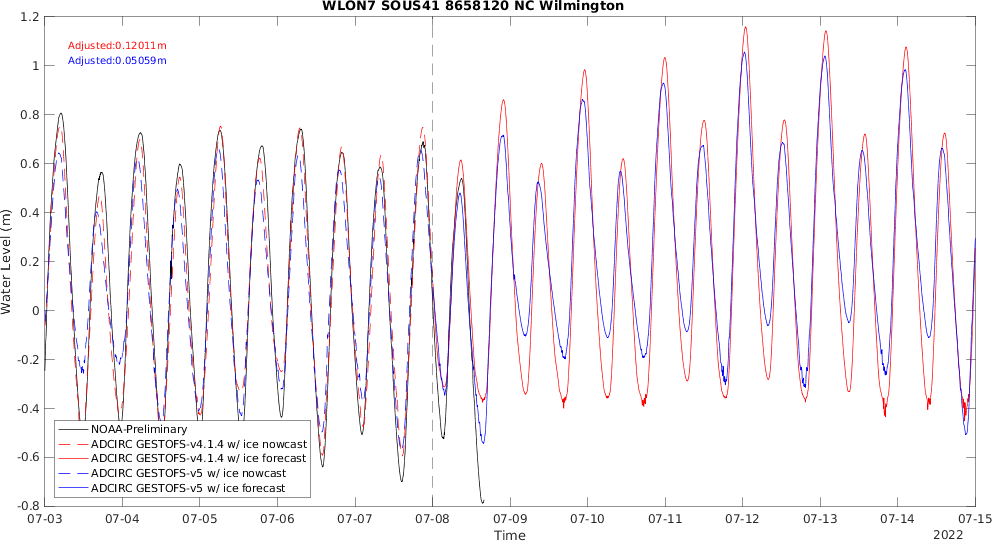 WLON7 SOUS41 8658120 NC Wilmington
1.2
1
0.8
0.6
0.4
0.2
0
-0.2
-0.4
-0.6
-0.8
Water Level (m)
Adjusted:0.12011m
Adjusted:0.05059m
NOAA-Preliminary
ADCIRC GESTOFS-v4.1.4 w/ ice nowcast
ADCIRC GESTOFS-v4.1.4 w/ ice forecast
ADCIRC GESTOFS-v5 w/ ice nowcast
ADCIRC GESTOFS-v5 w/ ice forecast
07-03 07-04 07-05 07-06 07-07 07-08 07-09 07-10 07-11 07-12 07-13 07-14 07-15
Time
2022